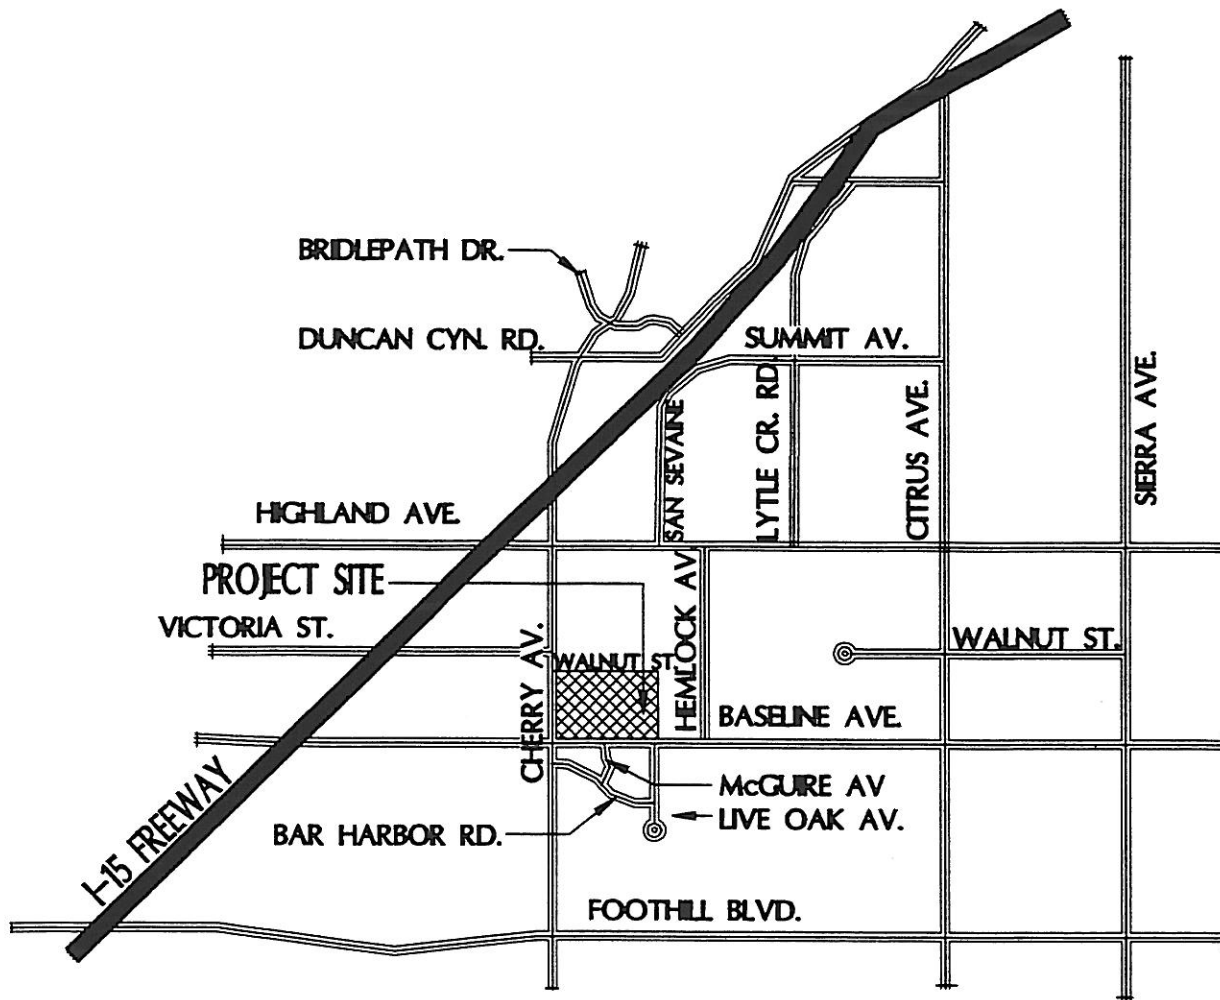 BRIDLEPATH DR.
DUNCAN CYN. RD.
SUMMIT AV.
SIERRA AVE.
SAN SEVAINE
LYTLE CR. RD.
CITRUS AVE.
HIGHLAND AVE.
PROJECT SITE
VICTORIA ST.
CHERRY AV.
WALNUT ST.
HEMLOCK AV
WALNUT ST.
BASELINE AVE.
McGUIRE AV
LIVE OAK AV.
BAR HARBOR RD.
I-15 FREEWAY
FOOTHILL BLVD.